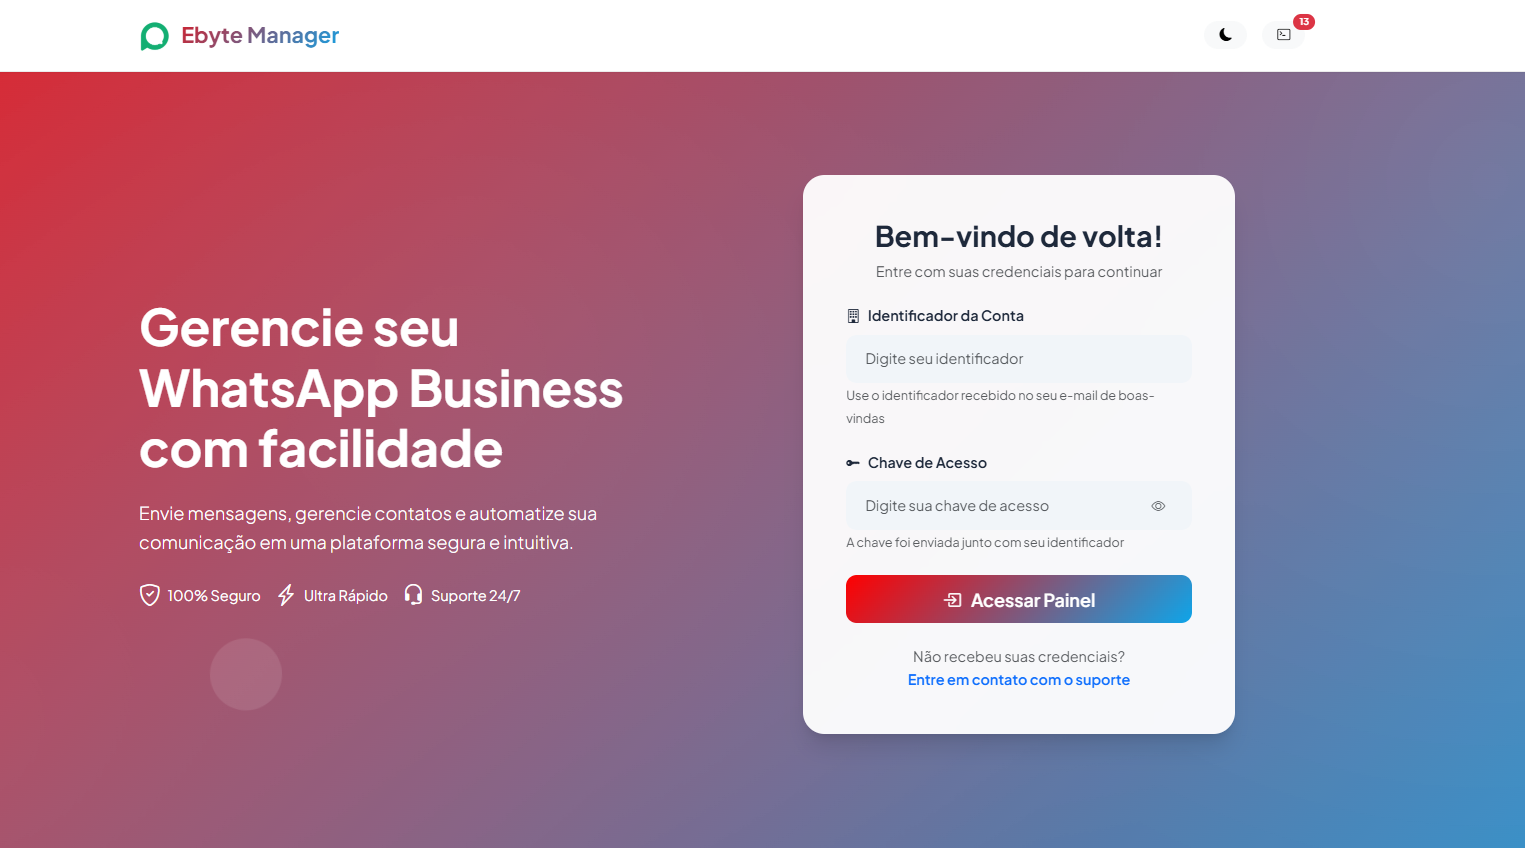 Ebyte Manager
13
Gerencie seu
WhatsApp Business
com facilidade
Envie mensagens, gerencie contatos e automatize sua
comunicação em uma plataforma segura e intuitiva.
100% Seguro
Ultra Rápido
Suporte 24/7
Bem-vindo de volta!
Entre com suas credenciais para continuar
Identificador da Conta
Digite seu identificador
Use o identificador recebido no seu e-mail de boas-
vindas
Chave de Acesso
Digite sua chave de acesso
A chave foi enviada junto com seu identificador
Acessar Painel
Não recebeu suas credenciais?
Entre em contato com o suporte